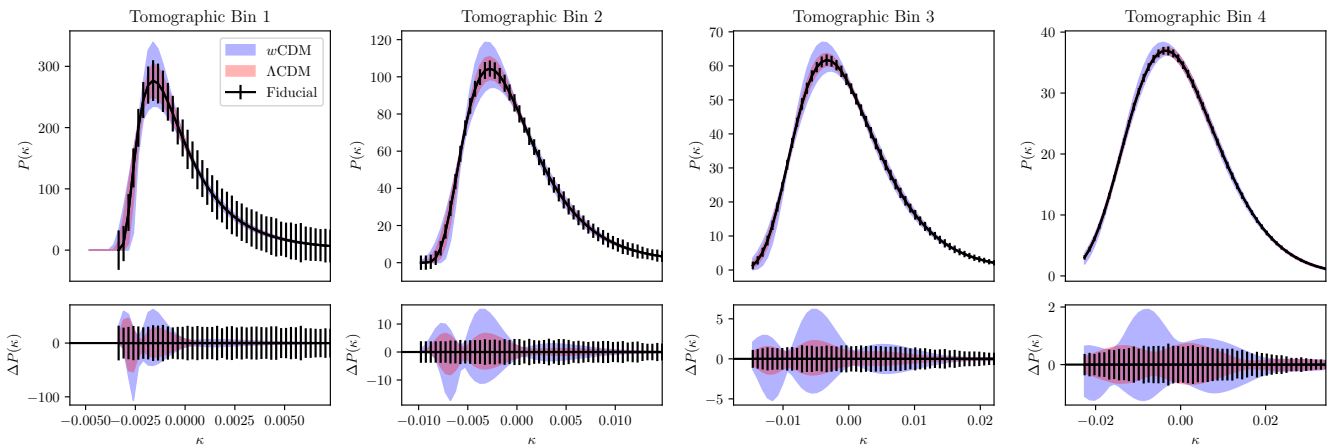 Tomographic Bin 1
Tomographic Bin 2
Tomographic Bin 3
Tomographic Bin 4
wCDM
ΛCDM
Fiducial
P(κ)
300
200
100
0
P(κ)
120
100
80
60
40
20
0
P(κ)
70
60
50
40
30
20
10
0
P(κ)
40
30
20
10
0
ΔP(κ)
0
−100
ΔP(κ)
10
0
−10
ΔP(κ)
5
0
−5
ΔP(κ)
2
0
−0.0050
−0.0025
0.0000
0.0025
0.0050
−0.010
−0.005
0.000
0.005
0.010
−0.01
0.00
0.01
0.02
−0.02
0.00
0.02
κ
κ
κ
κ